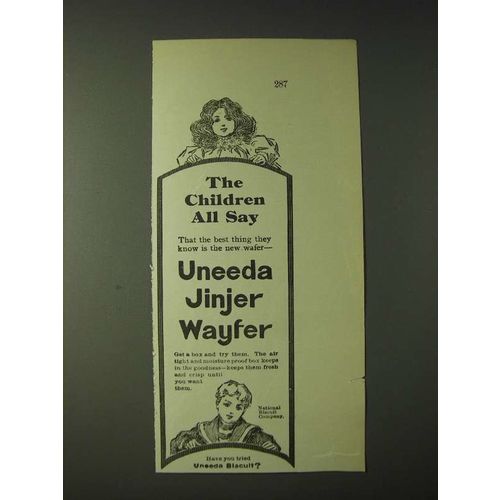 287
The
Children
All Say
That the best thing they
know is the new wafer—
Uneeda
Jinjer
Wayfer
Get a box and try them. The air
tight and moisture proof box keeps
in the goodness—keeps them fresh
and crisp until
you want
them.
National
Biscuit
Company.
Have you tried
Uneeda Biscuit?